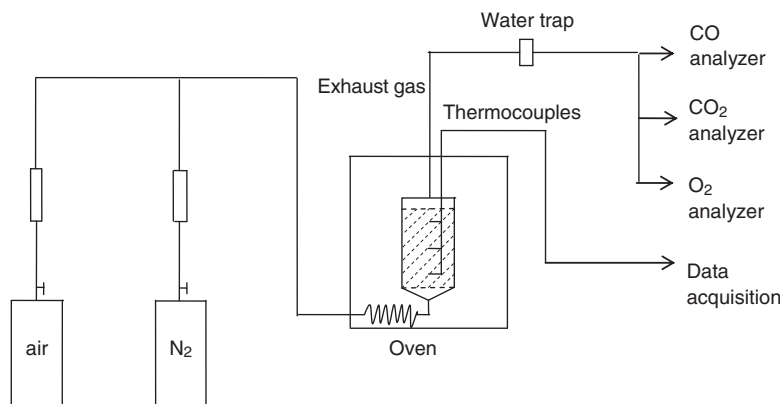 Water trap
CO
analyzer
Exhaust gas
Thermocouples
CO₂
analyzer
O₂
analyzer
Data
acquisition
air
N₂
Oven